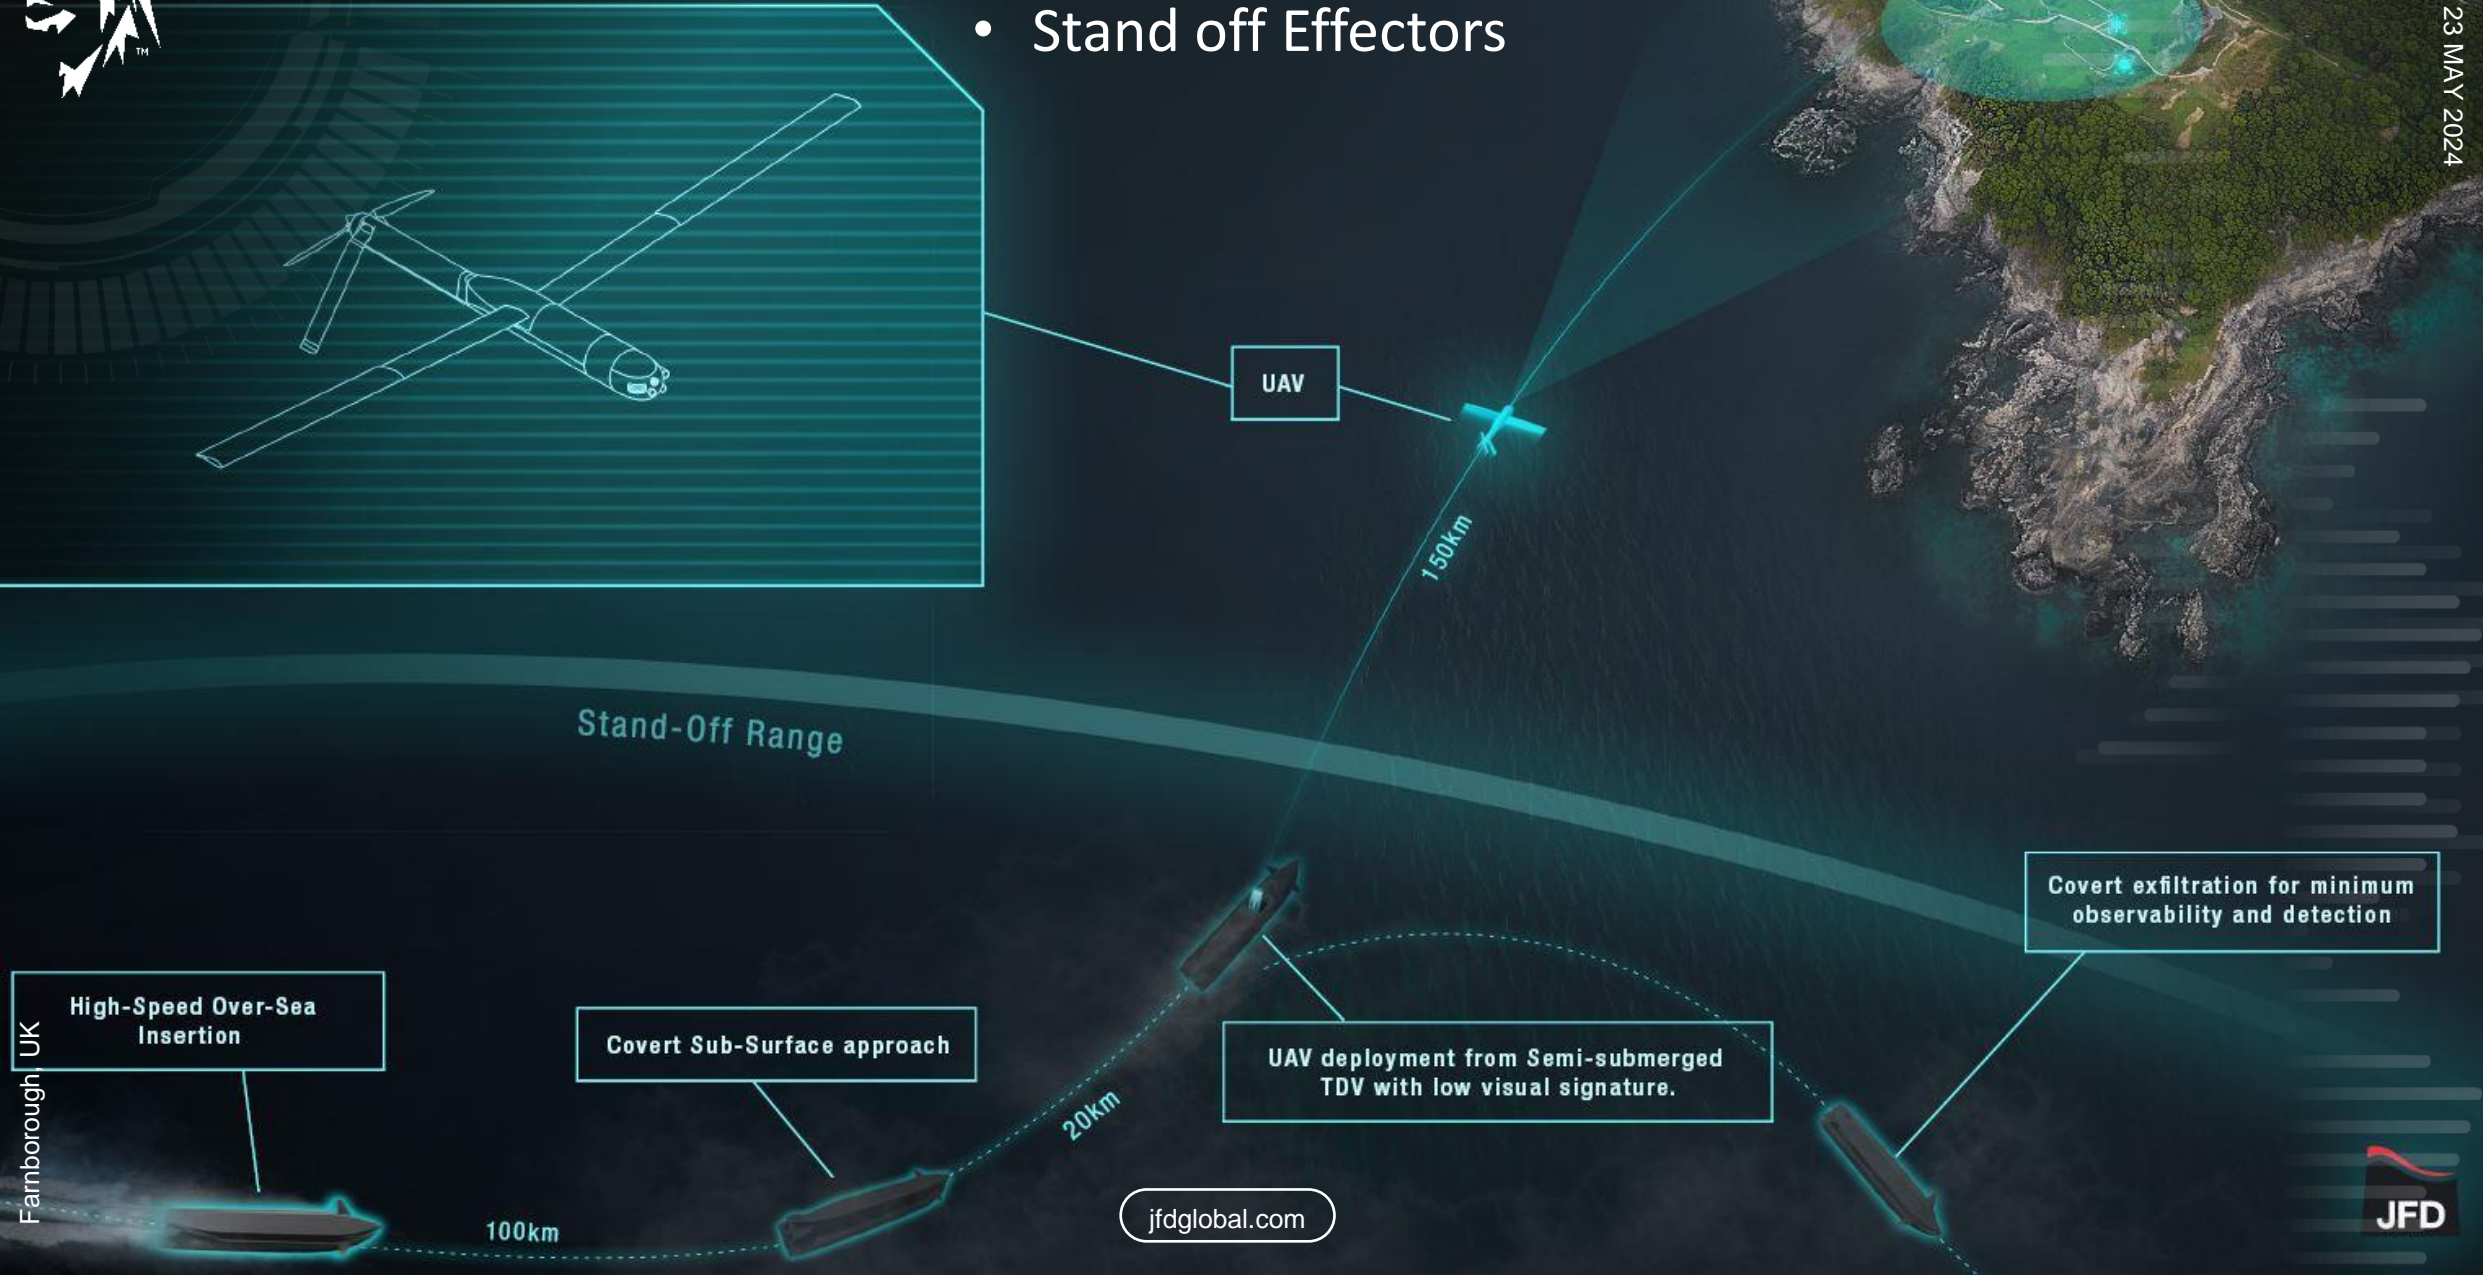 • Stand off Effectors
23 MAY 2024
TM
UAV
150km
Stand-Off Range
Covert exfiltration for minimum
observability and detection
High-Speed Over-Sea
Insertion
Covert Sub-Surface approach
UAV deployment from Semi-submerged
TDV with low visual signature.
20km
100km
Farnborough, UK
jfdglobal.com
JFD